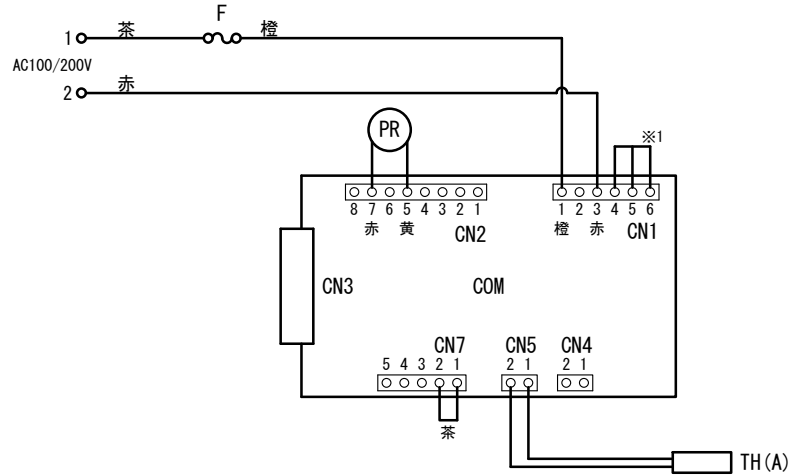 F
1 茶 橙
AC100/200V
2 赤
PR
※1
8 7 6 5 4 3 2 1
1 2 3 4 5 6
赤 黄
橙 赤
CN2
CN1
CN3
COM
CN7
CN5
CN4
5 4 3 2 1
2 1
2 1
茶
TH(A)